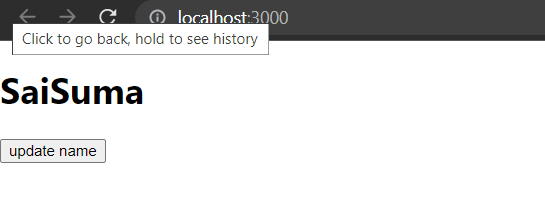 localhost:3000
Click to go back, hold to see history
SaiSuma
update name